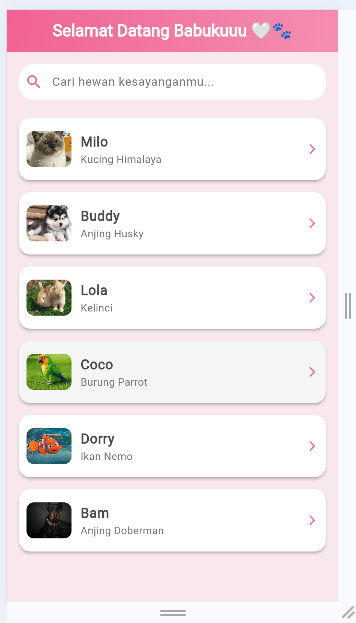 Selamat Datang Babukuuu 🤍🐾
Cari hewan kesayanganmu...
Milo
Kucing Himalaya
Buddy
Anjing Husky
Lola
Kelinci
Coco
Burung Parrot
Dorry
Ikan Nemo
Bam
Anjing Doberman